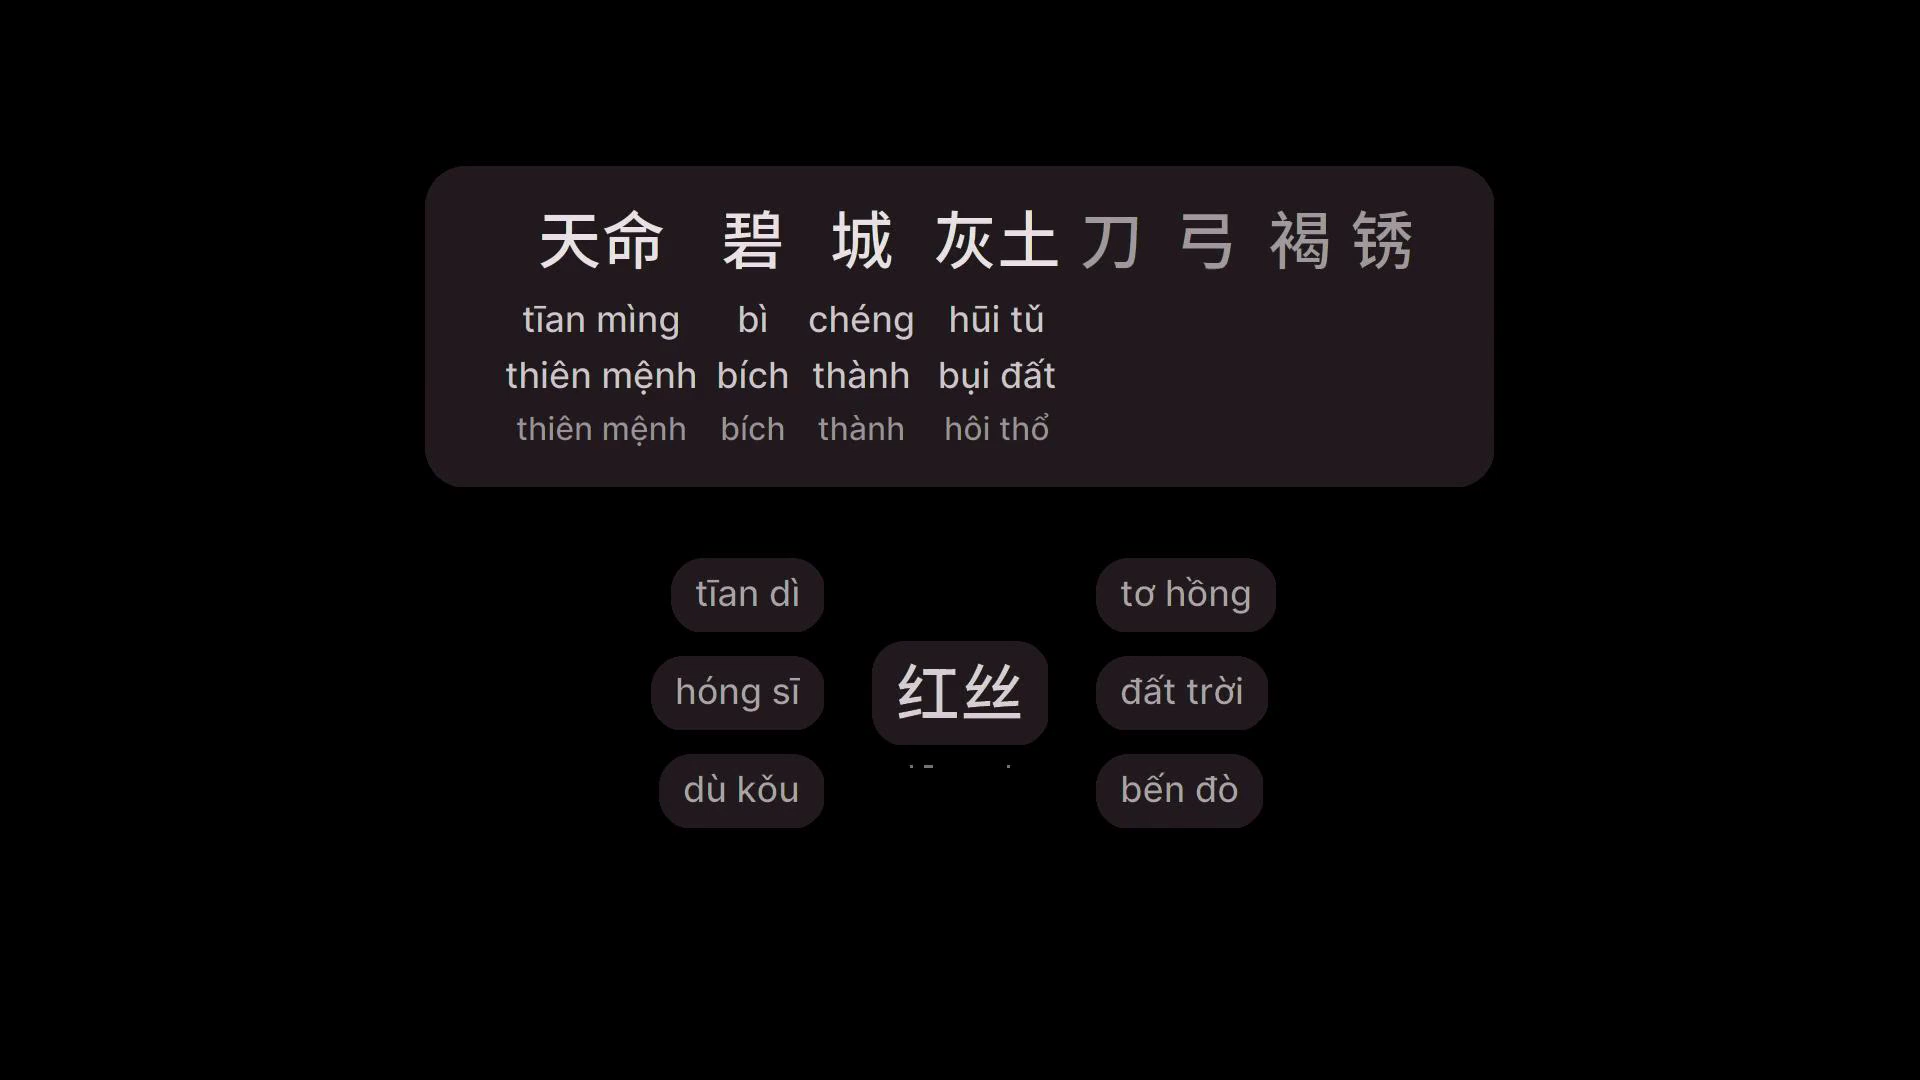 天命 碧 城 灰土 刀 弓 褐 锈
tīan mìng bì chéng hūi tǔ
thiên mệnh bích thành bụi đất
thiên mệnh bích thành hôi thổ
tīan dì
hóng sī
dù kǒu
红丝
tơ hồng
đất trời
bến đò